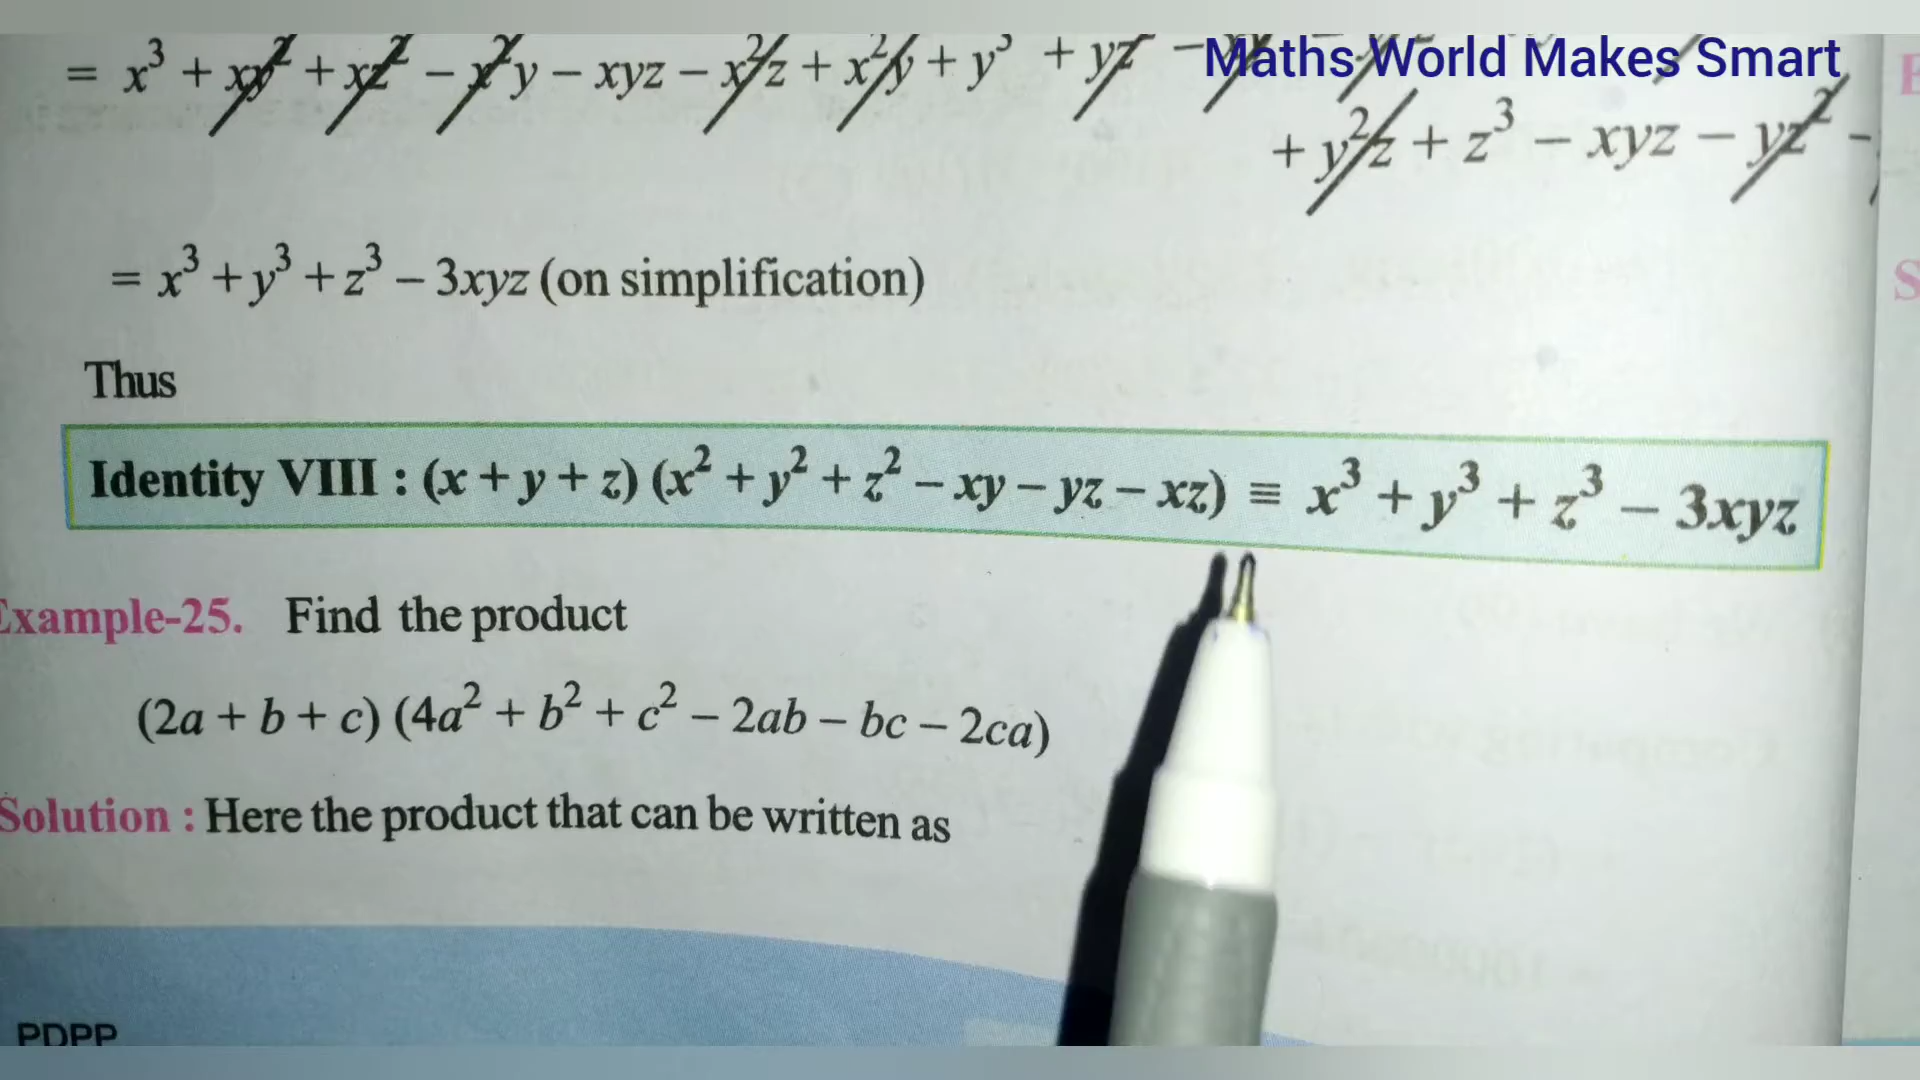 Maths World Makes Smart
= x³ + xy² + xz² – x²y – xyz – x²z + x²y + y³ + yz²
+ y²z + z³ – xyz – yz² –
= x³ + y³ + z³ – 3xyz (on simplification)
Thus
Identity VIII : (x + y + z) (x² + y² + z² – xy – yz – xz) ≡ x³ + y³ + z³ – 3xyz
Example-25. Find the product
(2a + b + c) (4a² + b² + c² – 2ab – bc – 2ca)
Solution : Here the product that can be written as
S